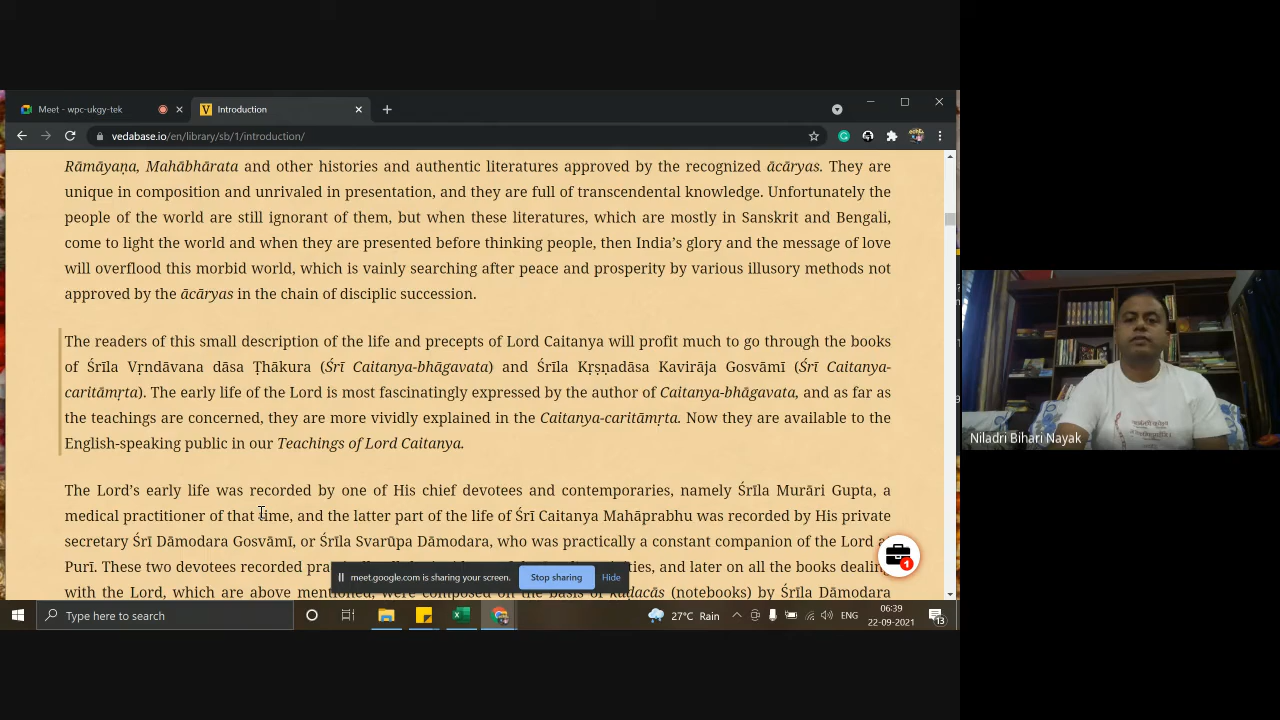 Meet - wpc-ukgy-tek
Introduction
vedabase.io/en/library/sb/1/introduction/
Rāmāyaṇa, Mahābhārata and other histories and authentic literatures approved by the recognized ācāryas. They are
unique in composition and unrivaled in presentation, and they are full of transcendental knowledge. Unfortunately the
people of the world are still ignorant of them, but when these literatures, which are mostly in Sanskrit and Bengali,
come to light the world and when they are presented before thinking people, then India's glory and the message of love
will overflood this morbid world, which is vainly searching after peace and prosperity by various illusory methods not
approved by the ācāryas in the chain of disciplic succession.
The readers of this small description of the life and precepts of Lord Caitanya will profit much to go through the books
of Śrīla Vṛndāvana dāsa Ṭhākura (Śrī Caitanya-bhāgavata) and Śrīla Kṛṣṇadāsa Kavirāja Gosvāmī (Śrī Caitanya-
caritāmṛta). The early life of the Lord is most fascinatingly expressed by the author of Caitanya-bhāgavata, and as far as
the teachings are concerned, they are more vividly explained in the Caitanya-caritāmṛta. Now they are available to the
English-speaking public in our Teachings of Lord Caitanya.
The Lord's early life was recorded by one of His chief devotees and contemporaries, namely Śrīla Murāri Gupta, a
medical practitioner of that time, and the latter part of the life of Śrī Caitanya Mahāprabhu was recorded by His private
secretary Śrī Dāmodara Gosvāmī, or Śrīla Svarūpa Dāmodara, who was practically a constant companion of the Lord
Purī. These two devotees recorded and later on all the books dealing
with the Lord, which are above mentioned, were composed on the basis of kaḍacās (notebooks) by Śrīla Dāmodara
meet.google.com is sharing your screen. Stop sharing Hide
1
Niladri Bihari Nayak
Type here to search
27°C Rain
ENG
06:39
22-09-2021
13